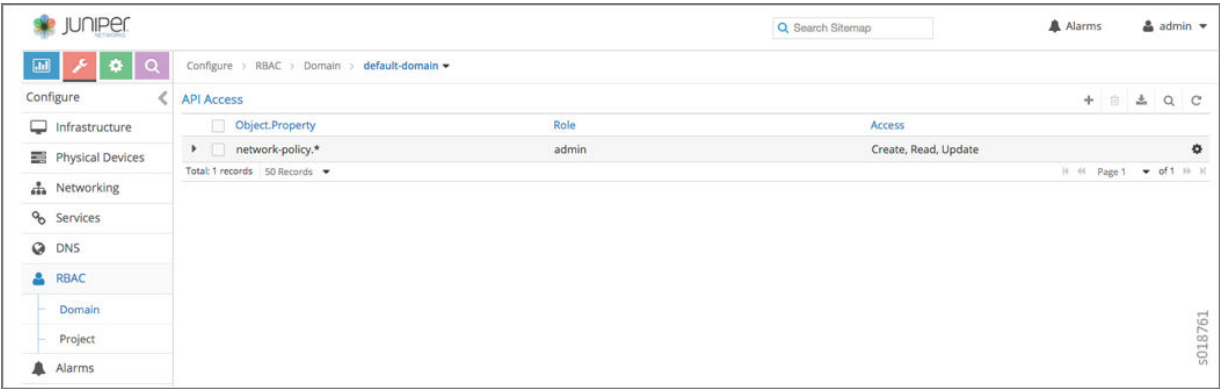 JUNIPER
NETWORKS
Search Sitemap
Alarms
admin
Configure > RBAC > Domain > default-domain
Configure
API Access
Infrastructure
Object.Property Role Access
Physical Devices
network-policy.* admin Create, Read, Update
Total: 1 records 50 Records
Page 1 of 1
Networking
Services
DNS
RBAC
Domain
Project
Alarms
s018761